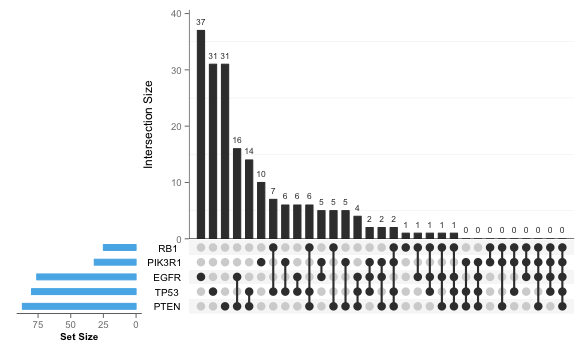 40
30
20
10
0
Intersection Size
37 31 31 16 14 10 7 6 6 6 5 5 5 4 2 2 2 1 1 1 1 1 0 0 0 0 0 0 0 0 0
RB1
PIK3R1
EGFR
TP53
PTEN
75 50 25 0
Set Size